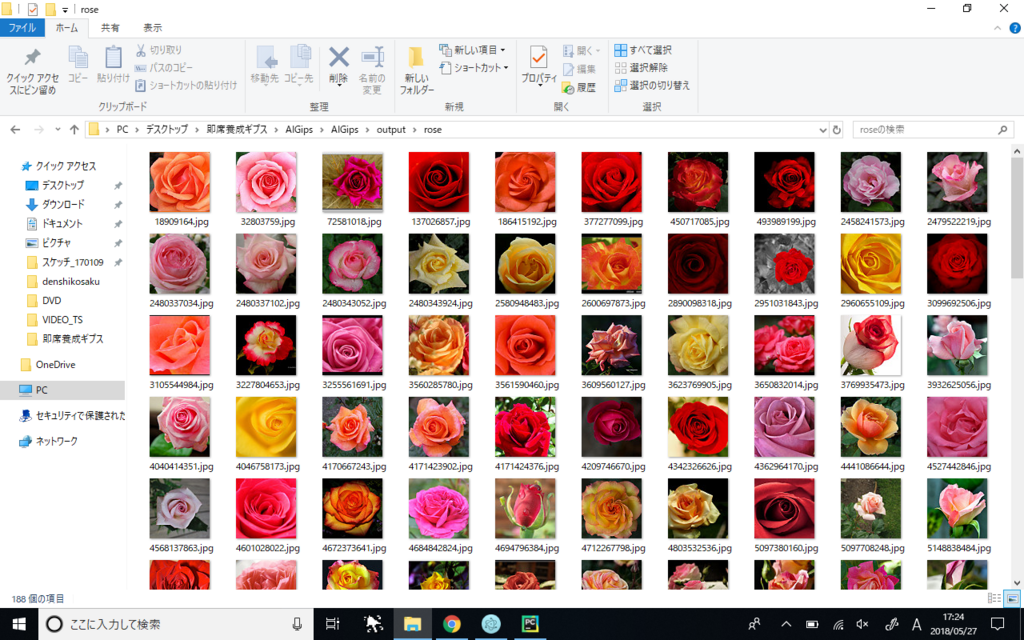 rose
ファイル ホーム 共有 表示
クイック アクセスにピン留め コピー 貼り付け 切り取り パスのコピー ショートカットの貼り付け
クリップボード
移動先 コピー先 削除 名前の変更
整理
新しいフォルダー 新しい項目 ショートカット
新規
プロパティ 開く 編集 履歴
開く
すべて選択 選択解除 選択の切り替え
選択
PC › デスクトップ › 即席養成ギプス › AIGips › AIGips › output › rose
roseの検索
クイック アクセス
デスクトップ
ダウンロード
ドキュメント
ピクチャ
スケッチ_170109
denshikosaku
DVD
VIDEO_TS
即席養成ギプス
OneDrive
PC
セキュリティで保護された
ネットワーク
18909164.jpg 32803759.jpg 72581018.jpg 137026857.jpg 186415192.jpg 377277099.jpg 450717085.jpg 493989199.jpg 2458241573.jpg 2479522219.jpg
2480337034.jpg 2480337102.jpg 2480343052.jpg 2480343924.jpg 2580948483.jpg 2600697873.jpg 2890098318.jpg 2951031843.jpg 2960655109.jpg 3099692506.jpg
3105544984.jpg 3227804653.jpg 3255561691.jpg 3560285780.jpg 3561590460.jpg 3609560127.jpg 3623769905.jpg 3650832014.jpg 3769935473.jpg 3932625056.jpg
4040414351.jpg 4046758173.jpg 4170667243.jpg 4171423902.jpg 4171424376.jpg 4209746670.jpg 4342326626.jpg 4362964170.jpg 4441086644.jpg 4527442846.jpg
4568137863.jpg 4601028022.jpg 4672373641.jpg 4684842824.jpg 4694796384.jpg 4712267798.jpg 4803532536.jpg 5097380160.jpg 5097708248.jpg 5148838484.jpg
188 個の項目
ここに入力して検索
PC
A
17:24
2018/05/27